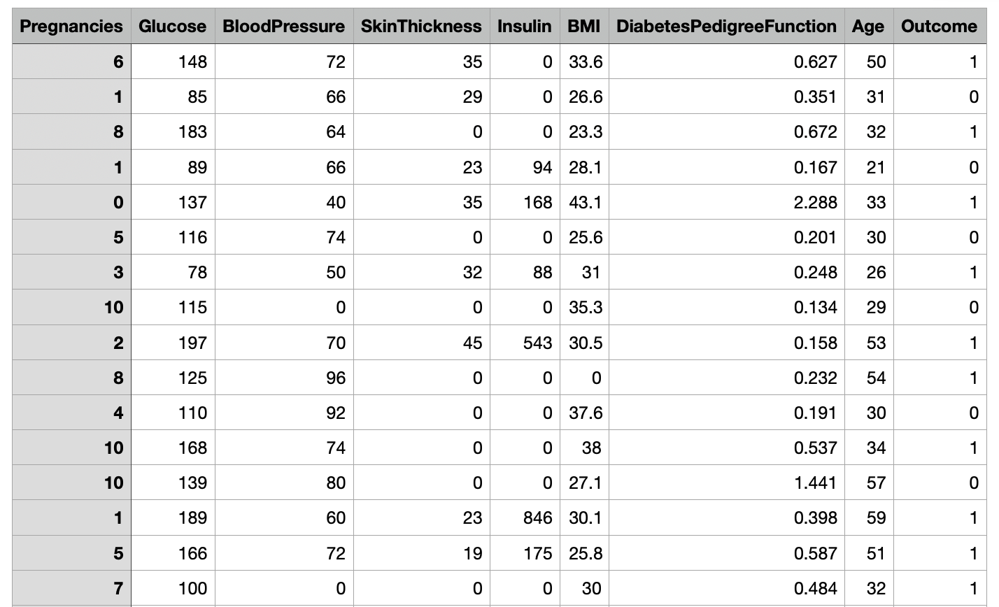 Pregnancies Glucose BloodPressure SkinThickness Insulin BMI DiabetesPedigreeFunction Age Outcome
6 148 72 35 0 33.6 0.627 50 1
1 85 66 29 0 26.6 0.351 31 0
8 183 64 0 0 23.3 0.672 32 1
1 89 66 23 94 28.1 0.167 21 0
0 137 40 35 168 43.1 2.288 33 1
5 116 74 0 0 25.6 0.201 30 0
3 78 50 32 88 31 0.248 26 1
10 115 0 0 0 35.3 0.134 29 0
2 197 70 45 543 30.5 0.158 53 1
8 125 96 0 0 0 0.232 54 1
4 110 92 0 0 37.6 0.191 30 0
10 168 74 0 0 38 0.537 34 1
10 139 80 0 0 27.1 1.441 57 0
1 189 60 23 846 30.1 0.398 59 1
5 166 72 19 175 25.8 0.587 51 1
7 100 0 0 0 30 0.484 32 1